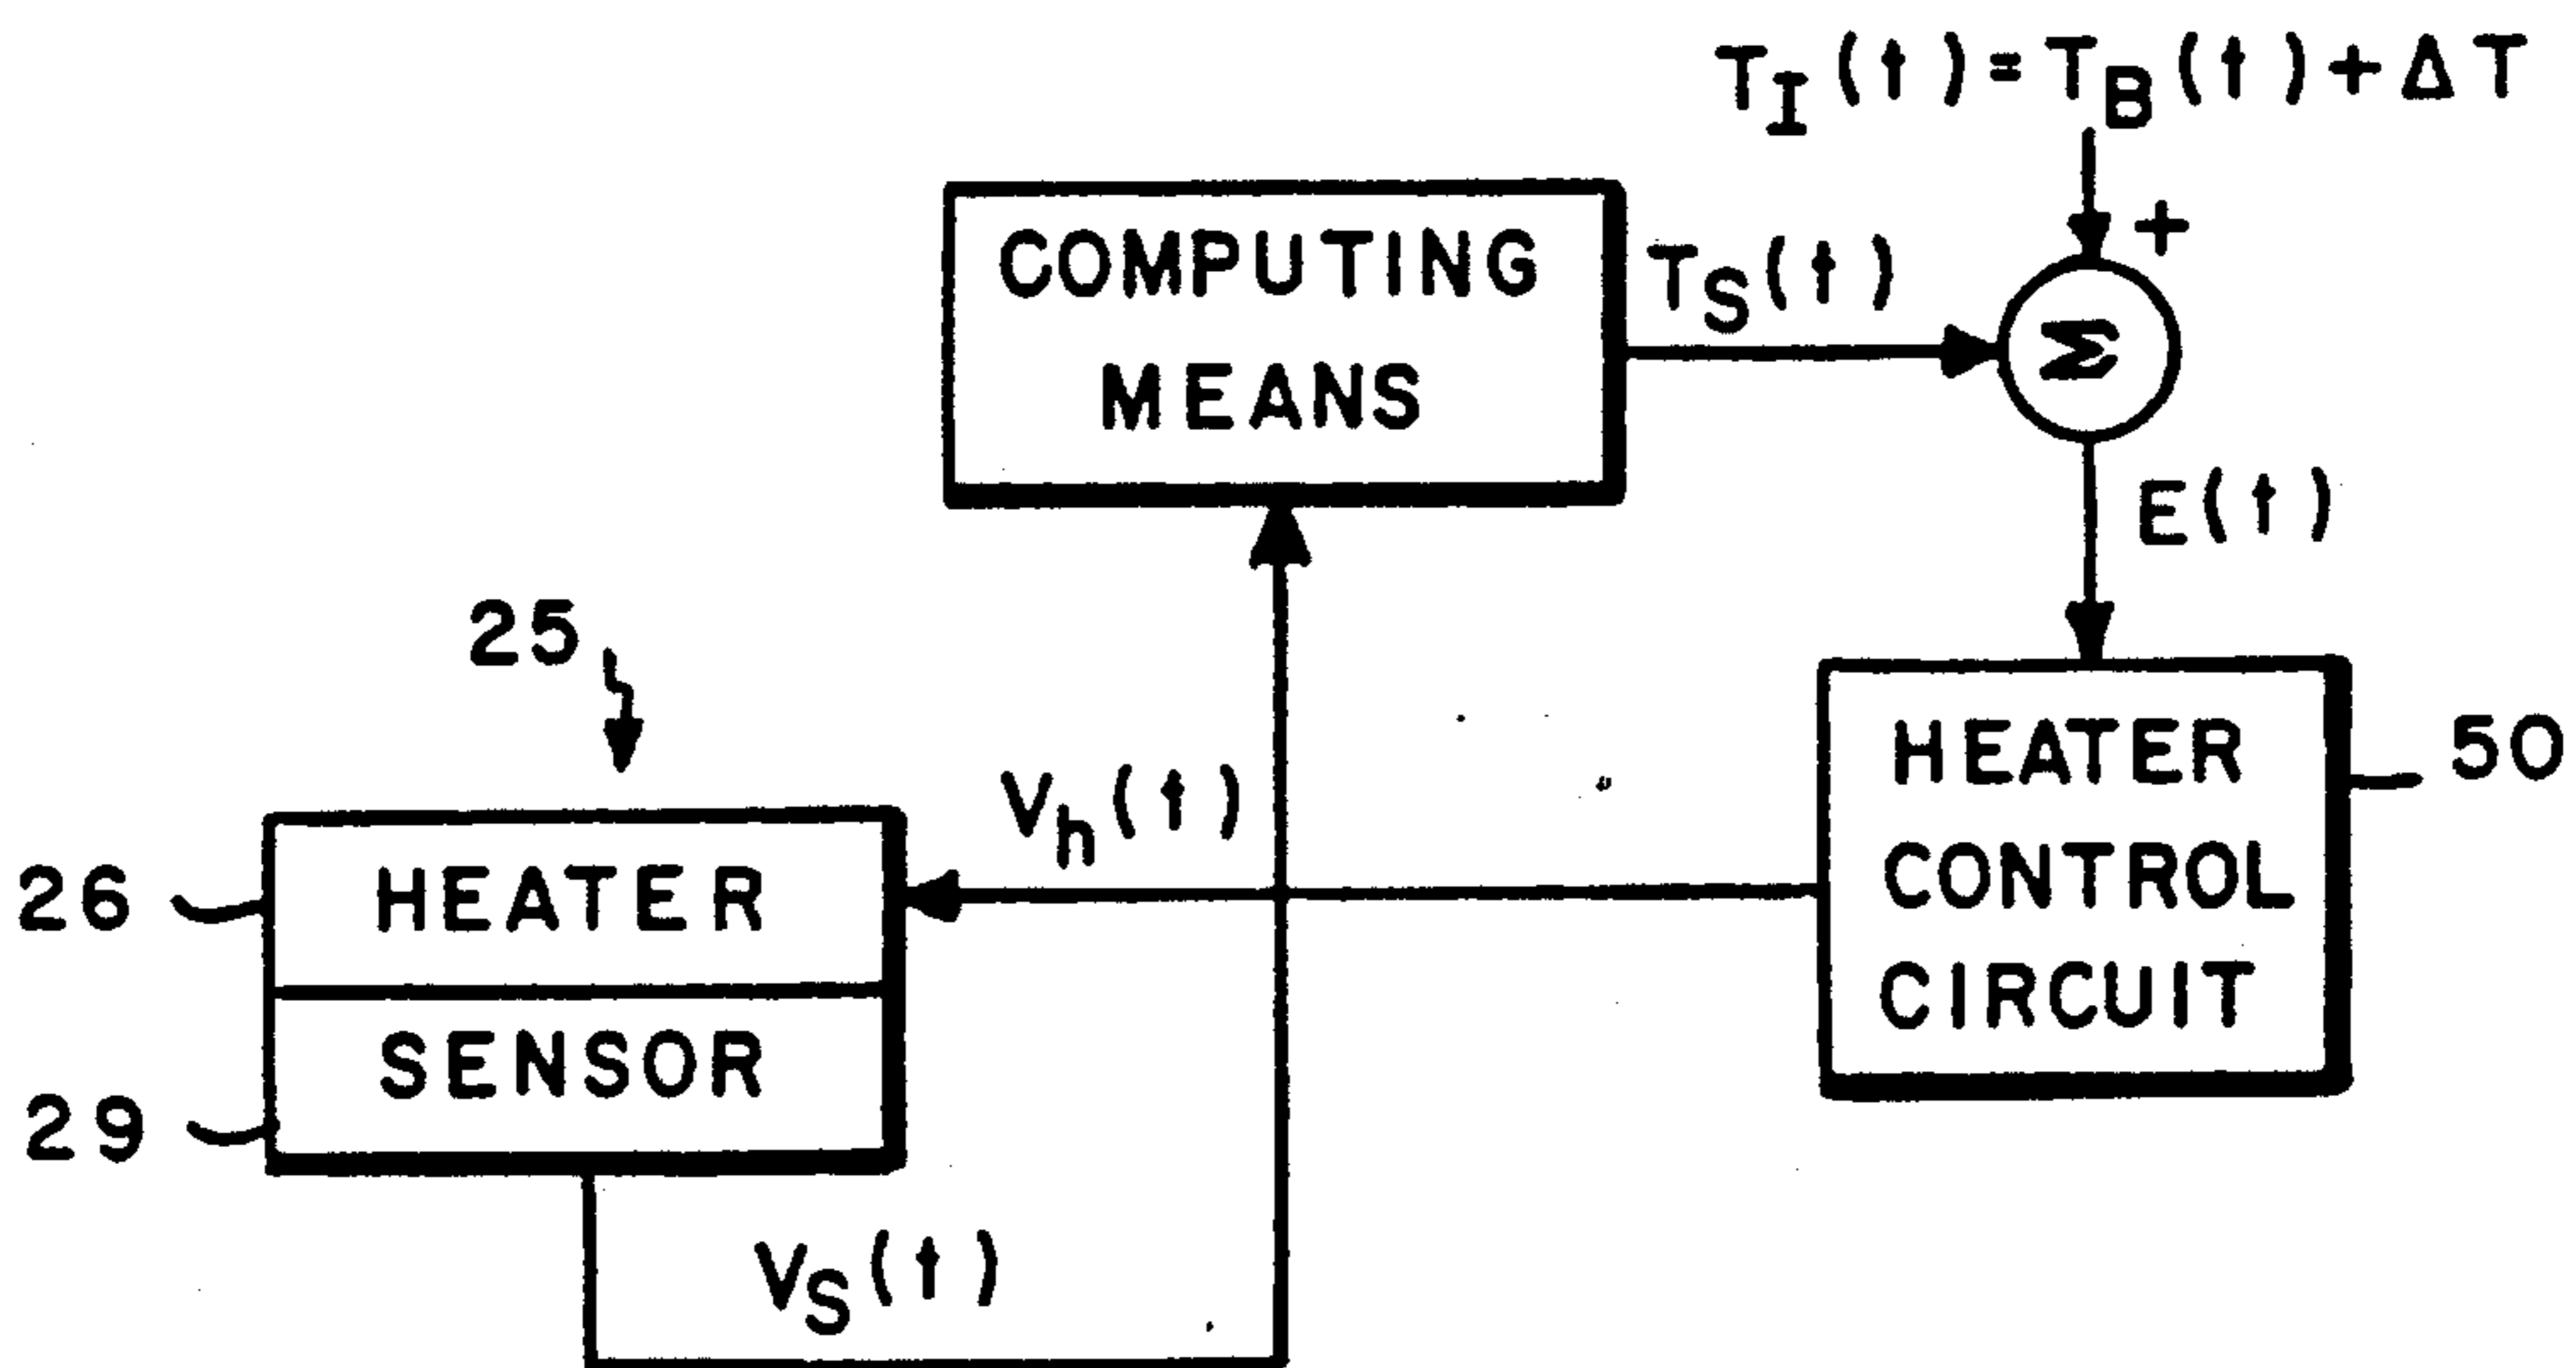 T_I(t)=T_B(t)+ΔT
+
COMPUTING
MEANS
T_S(t)
Σ
E(t)
25
HEATER
CONTROL
CIRCUIT
50
V_h(t)
26
HEATER
SENSOR
29
V_S(t)